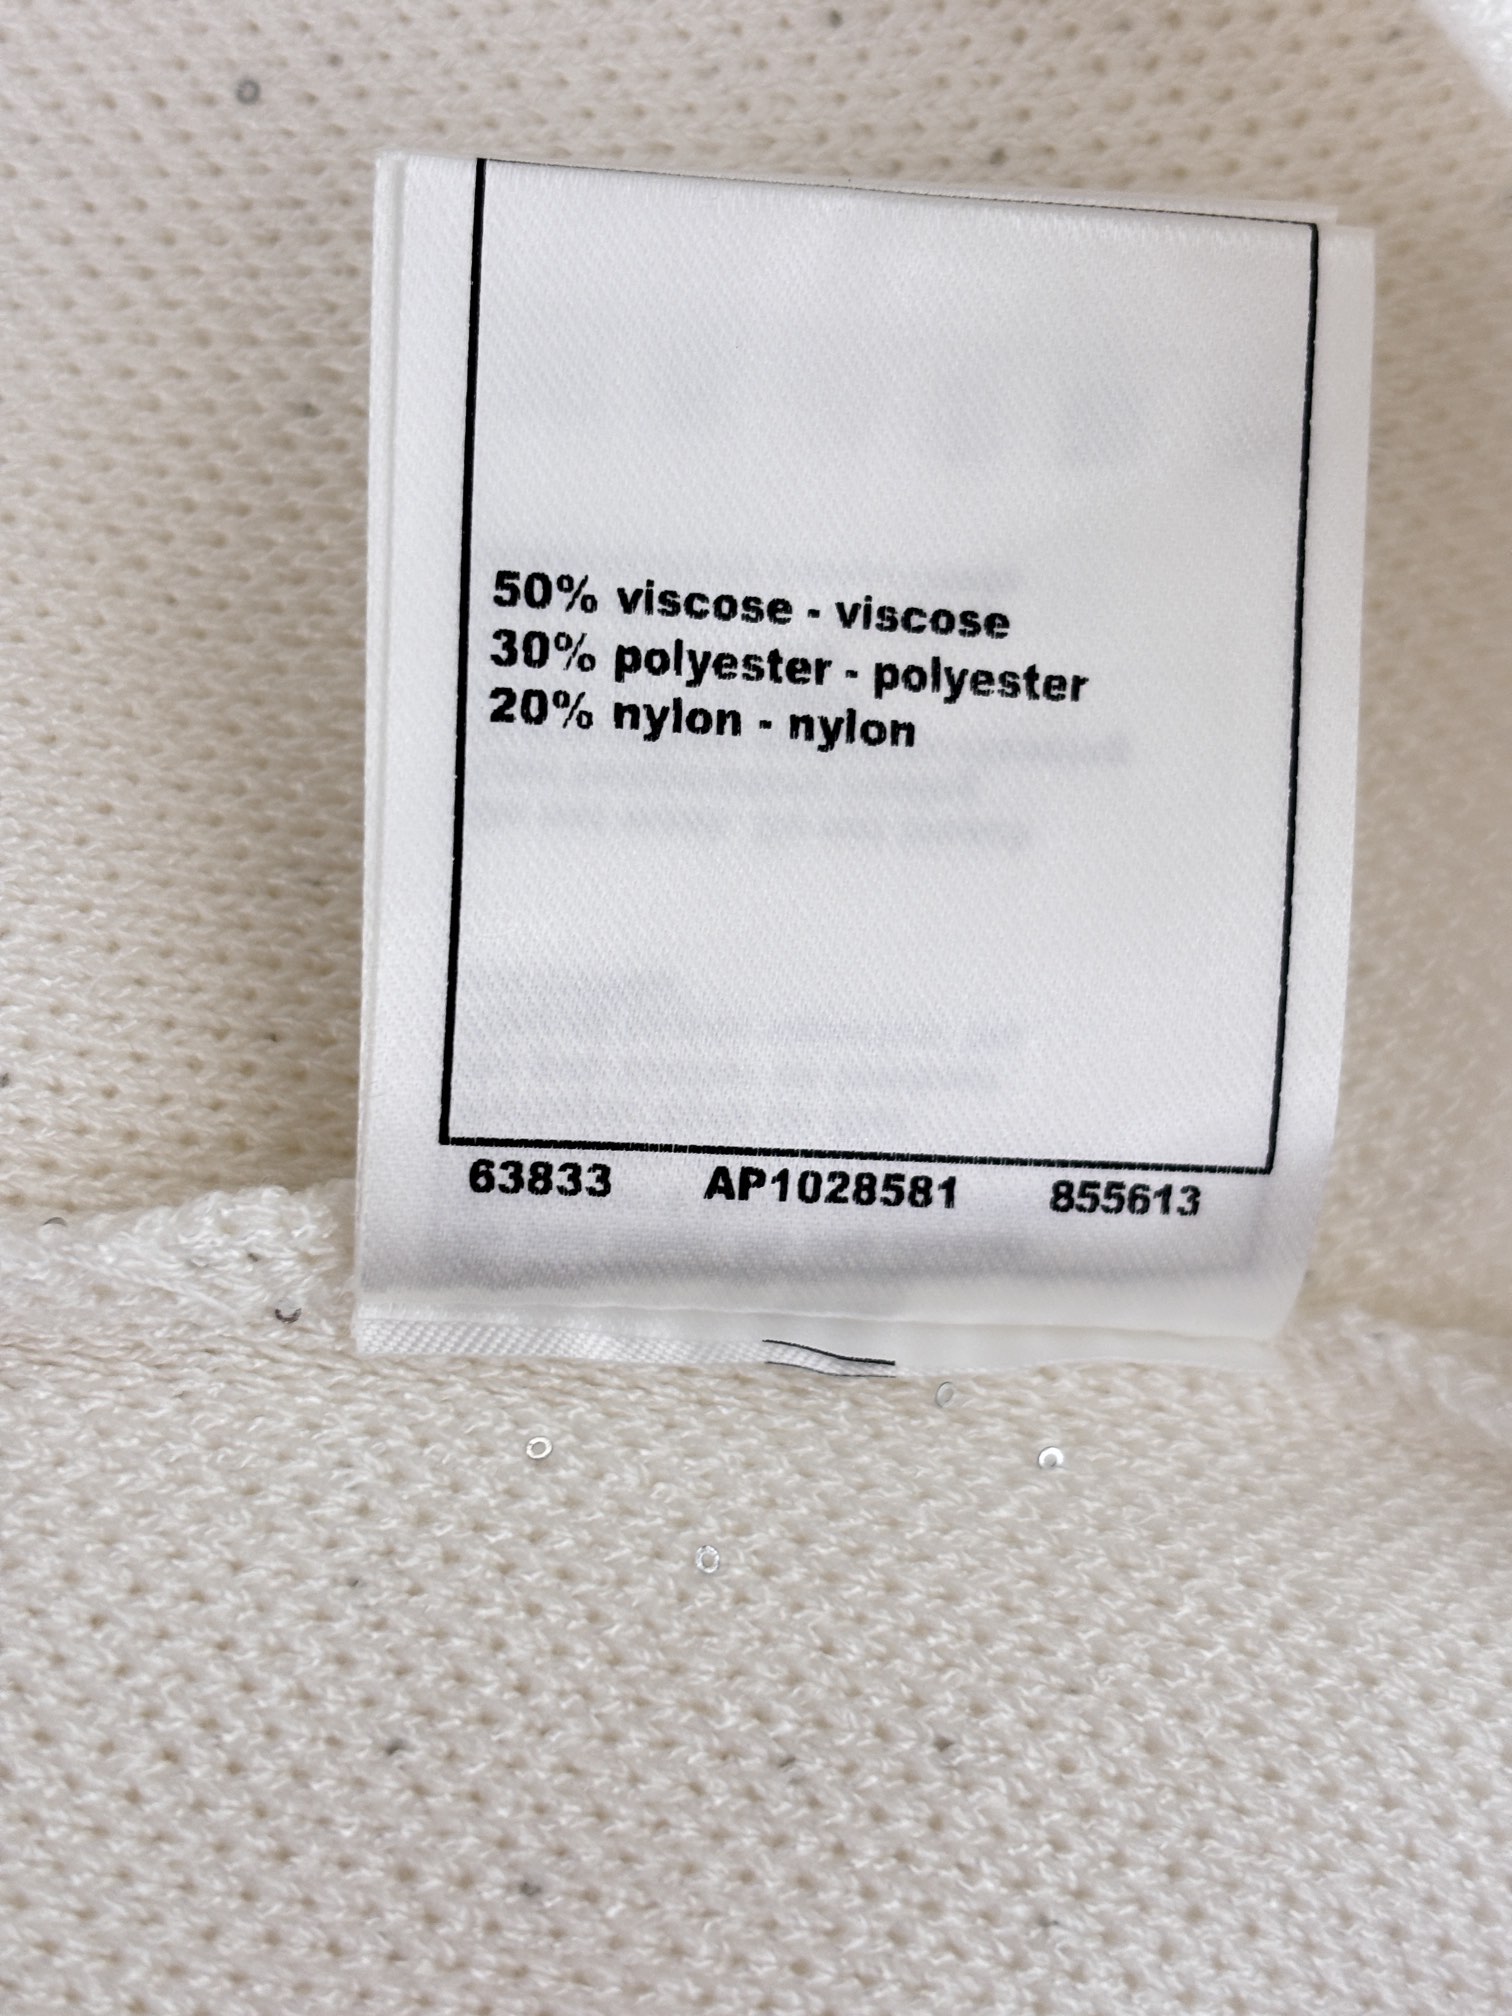 50% viscose - viscose
30% polyester - polyester
20% nylon - nylon
63833 AP1028581 855613